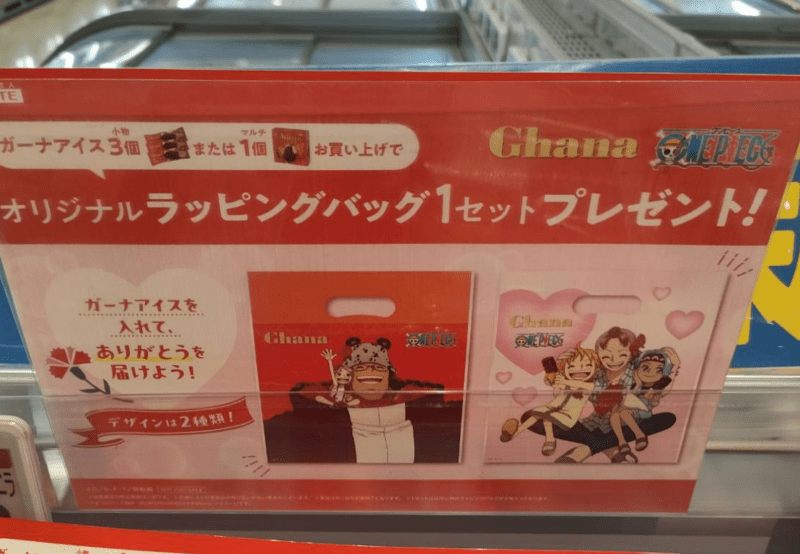 TE
小物 マルチ
ガーナアイス3個 または1個 お買い上げで
Ghana ONE PIECE
オリジナルラッピングバッグ1セットプレゼント!
ガーナアイスを
入れて、
ありがとうを
届けよう!
デザインは2種類!
Ghana ONE PIECE
Ghana
ONE PIECE